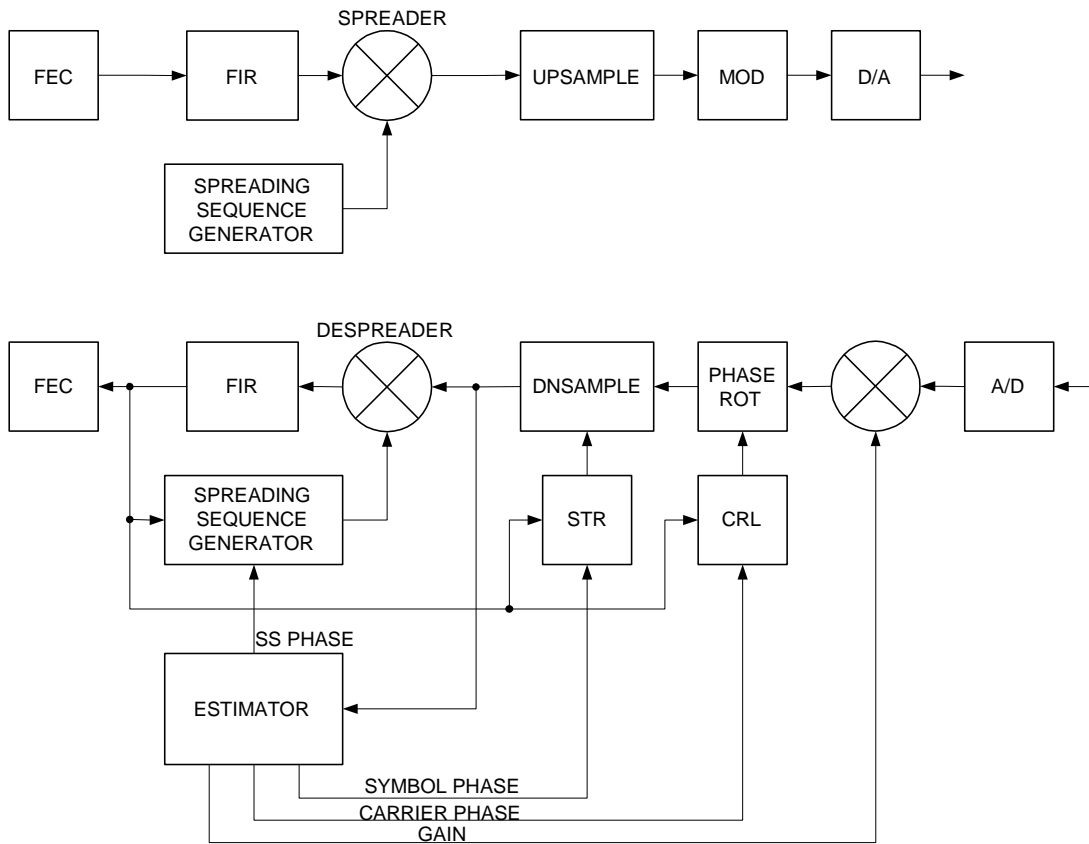 SPREADER
FEC
FIR
UPSAMPLE
MOD
D/A
SPREADING
SEQUENCE
GENERATOR
DESPREADER
FEC
FIR
DNSAMPLE
PHASE
ROT
A/D
SPREADING
SEQUENCE
GENERATOR
STR
CRL
SS PHASE
ESTIMATOR
SYMBOL PHASE
CARRIER PHASE
GAIN